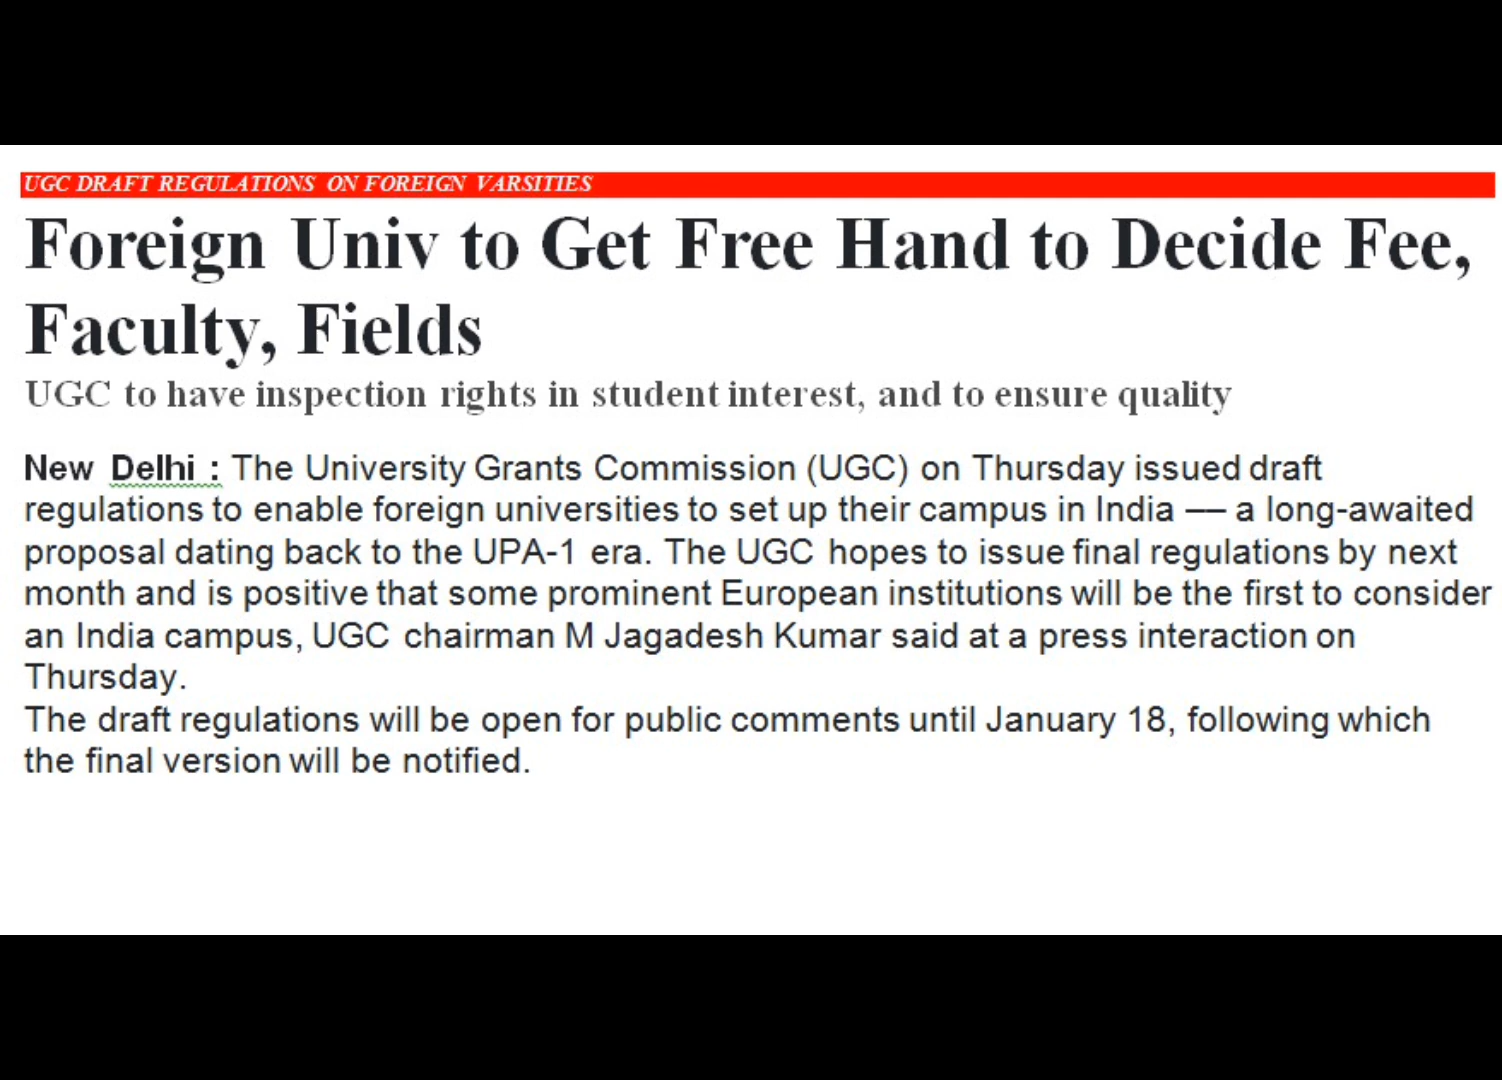 UGC DRAFT REGULATIONS ON FOREIGN VARSITIES
Foreign Univ to Get Free Hand to Decide Fee,
Faculty, Fields
UGC to have inspection rights in student interest, and to ensure quality
New Delhi : The University Grants Commission (UGC) on Thursday issued draft
regulations to enable foreign universities to set up their campus in India — a long-awaited
proposal dating back to the UPA-1 era. The UGC hopes to issue final regulations by next
month and is positive that some prominent European institutions will be the first to consider
an India campus, UGC chairman M Jagadesh Kumar said at a press interaction on
Thursday.
The draft regulations will be open for public comments until January 18, following which
the final version will be notified.